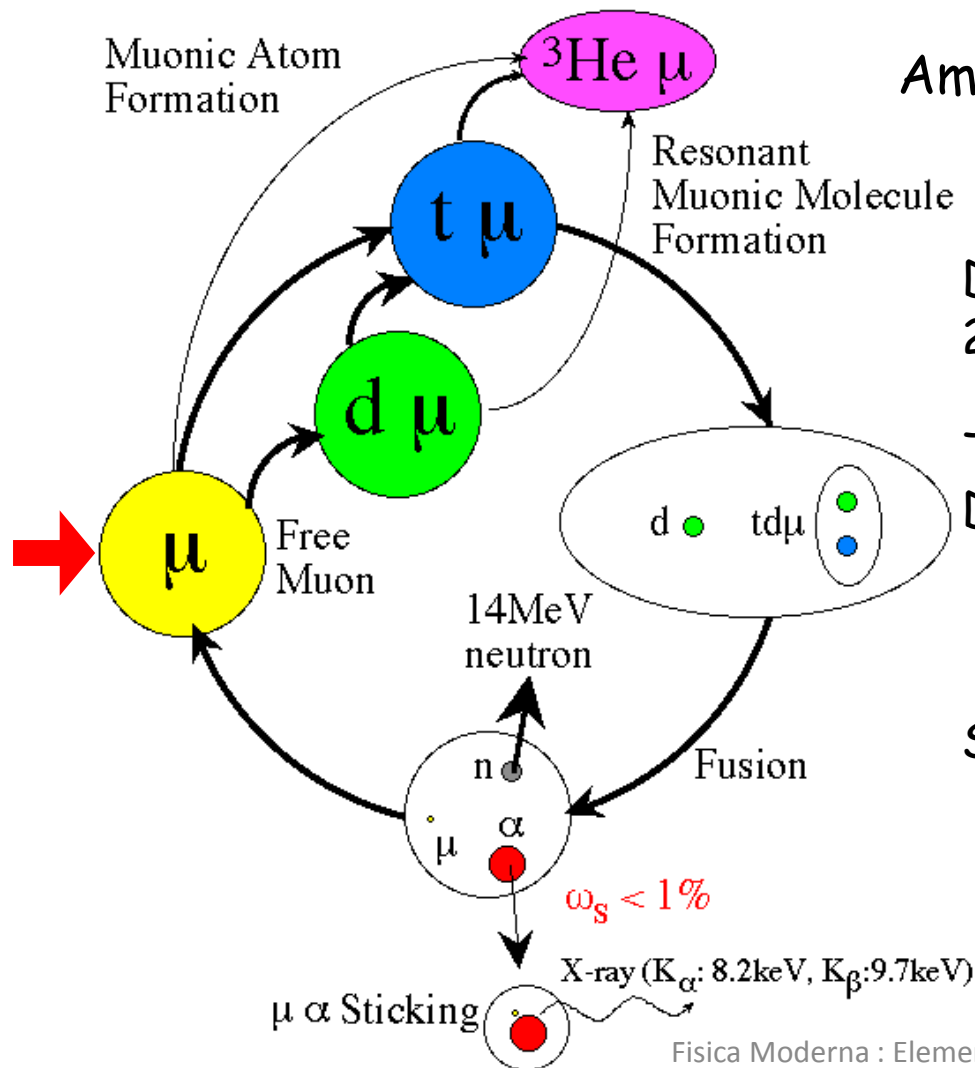 Muonic Atom
Formation
³He μ
Am
t μ
Resonant
Muonic Molecule
Formation
d μ
2
μ
Free
Muon
d
tdμ
14MeV
neutron
n
μ
α
Fusion
ωs < 1%
X-ray (Kα: 8.2keV, Kβ:9.7keV)
μ α Sticking
Fisica Moderna : Eleme